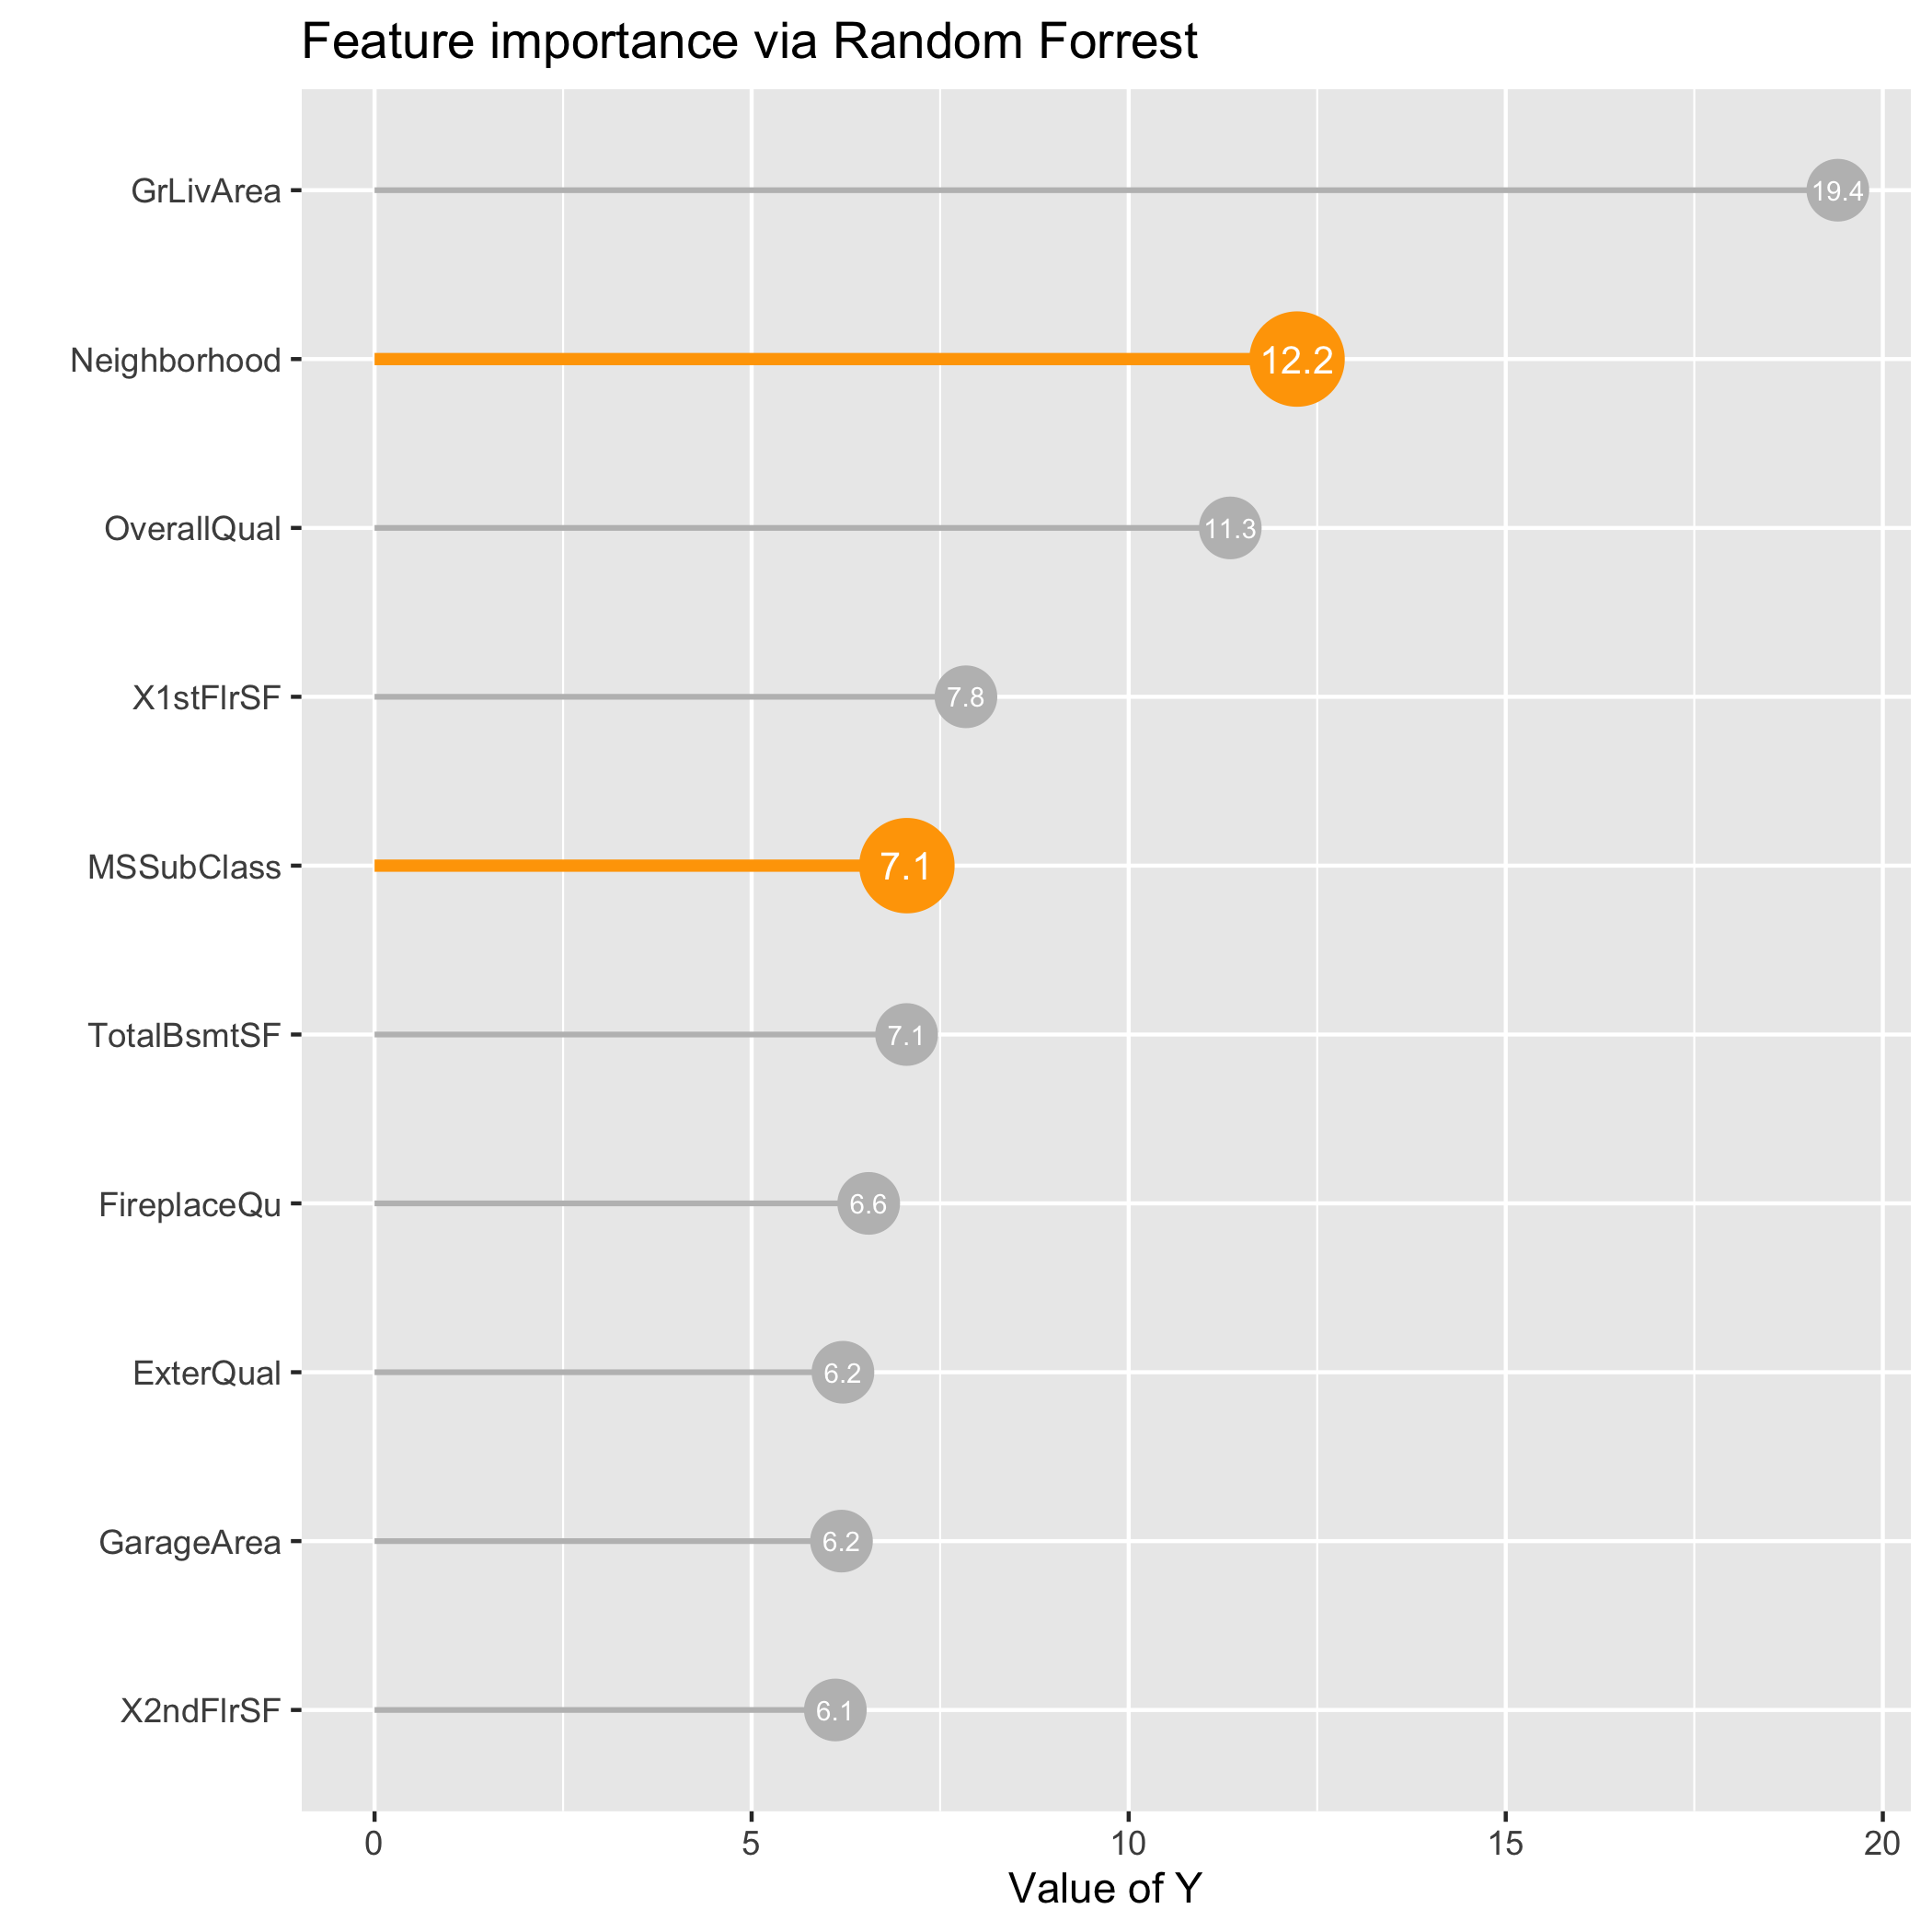 Feature importance via Random Forrest
GrLivArea
19.4
Neighborhood
12.2
OverallQual
11.3
X1stFlrSF
7.8
MSSubClass
7.1
TotalBsmtSF
7.1
FireplaceQu
6.6
ExterQual
6.2
GarageArea
6.2
X2ndFlrSF
6.1
0 5 10 15 20
Value of Y